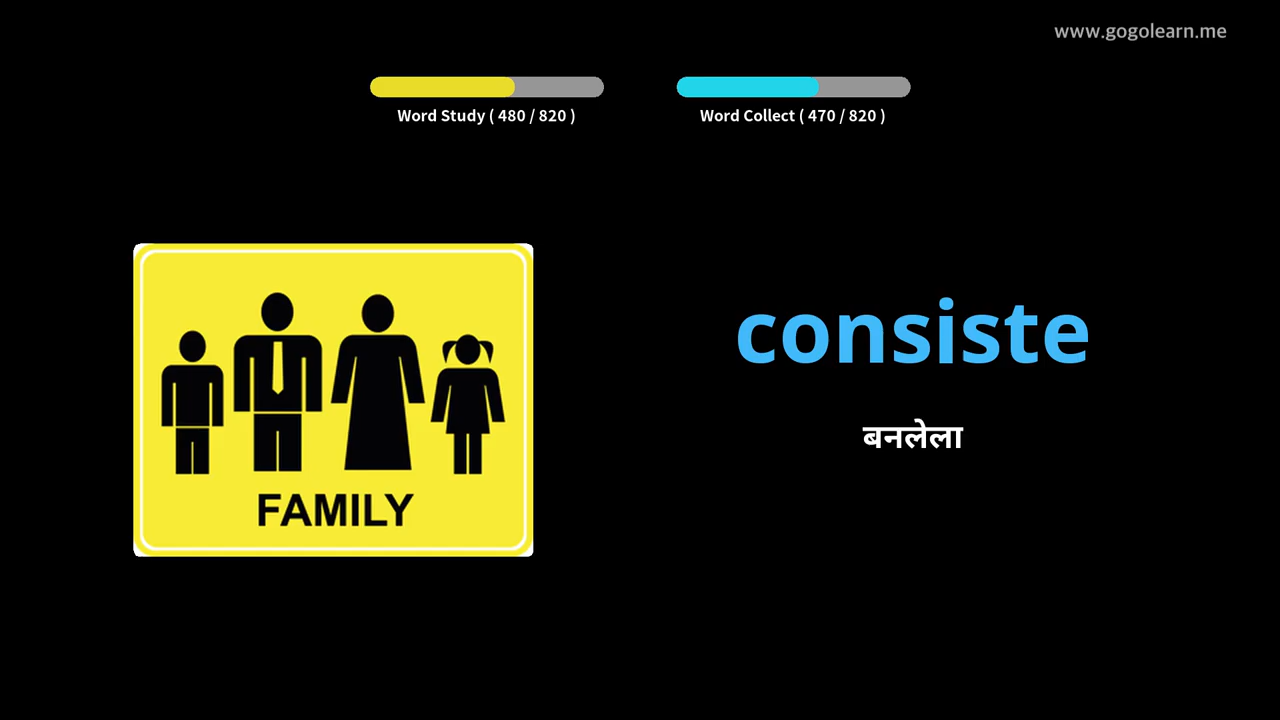 www.gogolearn.me
Word Study ( 480 / 820 )
Word Collect ( 470 / 820 )
FAMILY
consiste
बनलेला